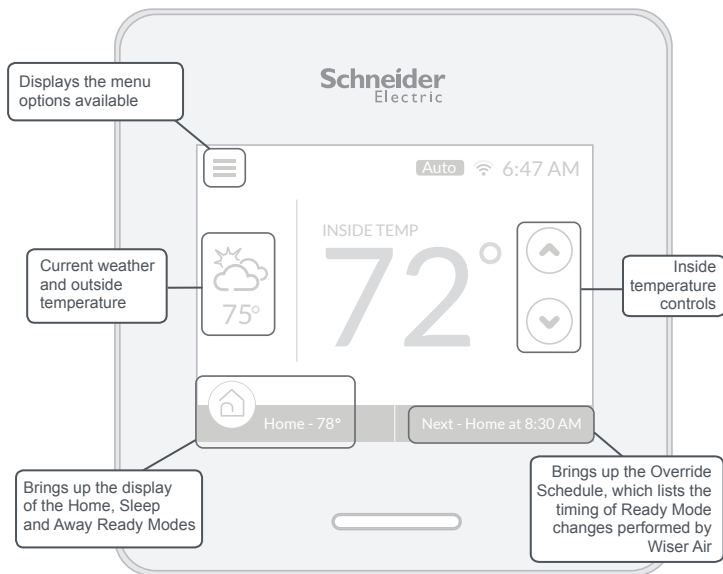 Schneider
Electric
Displays the menu
options available
Auto 6:47 AM
INSIDE TEMP
72°
Current weather
and outside
temperature
75°
Inside
temperature
controls
Home - 78°
Next - Home at 8:30 AM
Brings up the display
of the Home, Sleep
and Away Ready Modes
Brings up the Override
Schedule, which lists the
timing of Ready Mode
changes performed by
Wiser Air